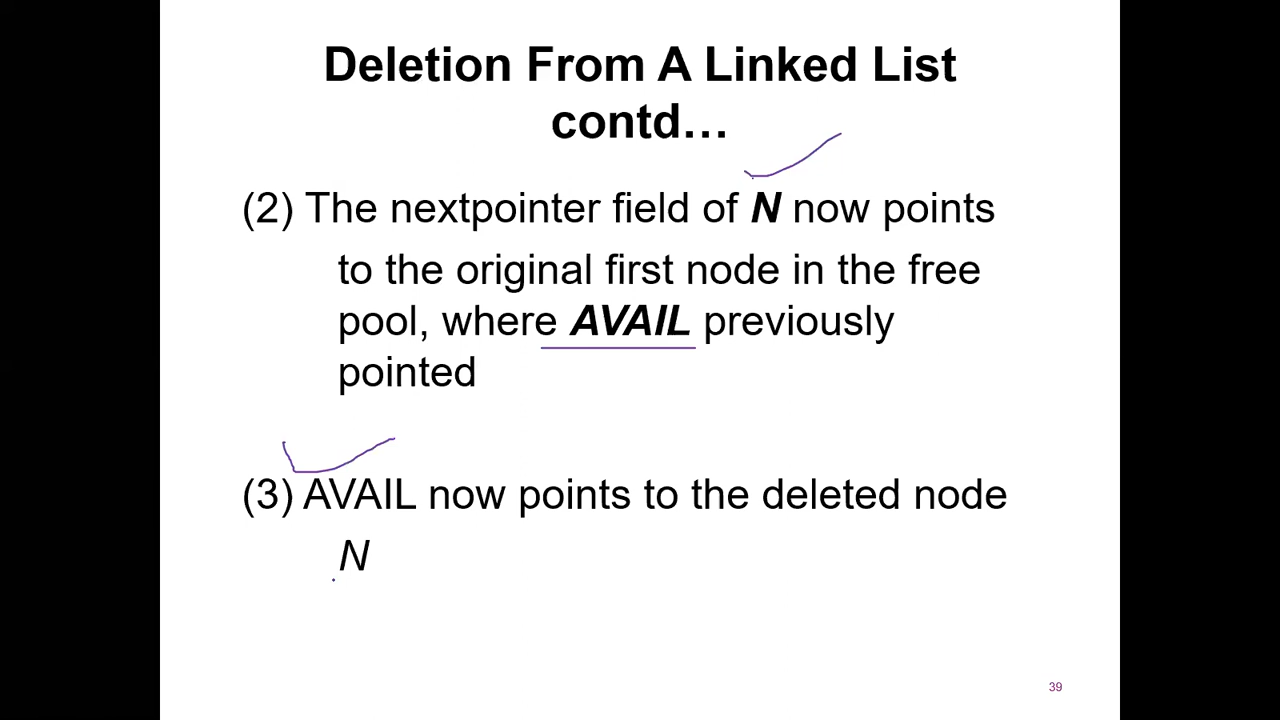 Deletion From A Linked List
contd…
(2) The nextpointer field of N now points
to the original first node in the free
pool, where AVAIL previously
pointed
(3) AVAIL now points to the deleted node
N
39